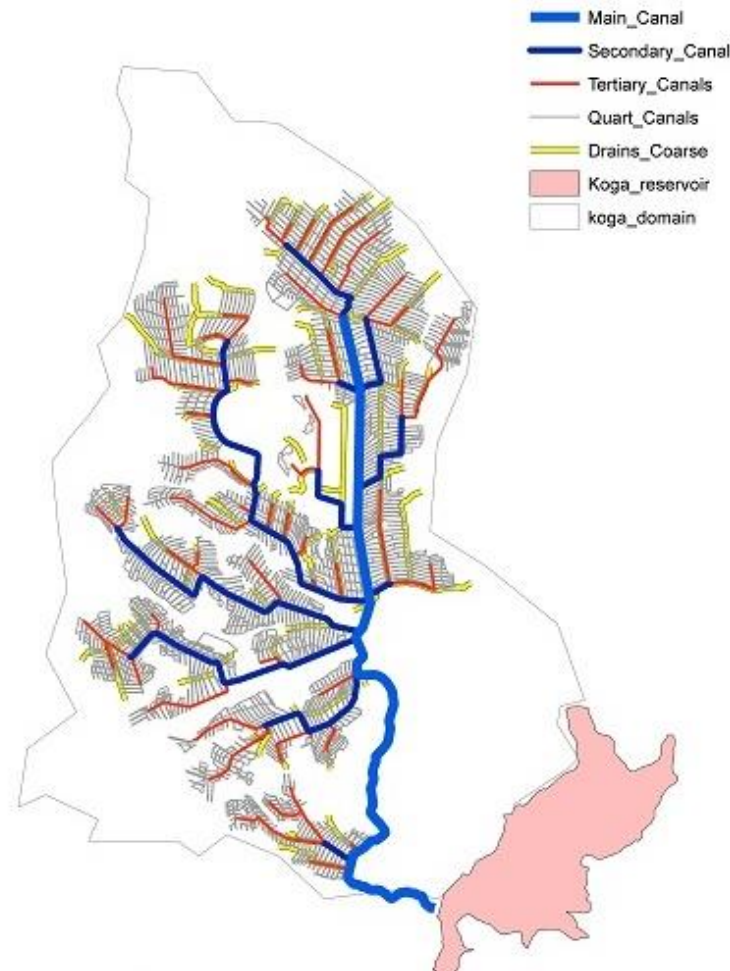 Main_Canal
Secondary_Canal
Tertiary_Canals
Quart_Canals
Drains_Coarse
Koga_reservoir
koga_domain